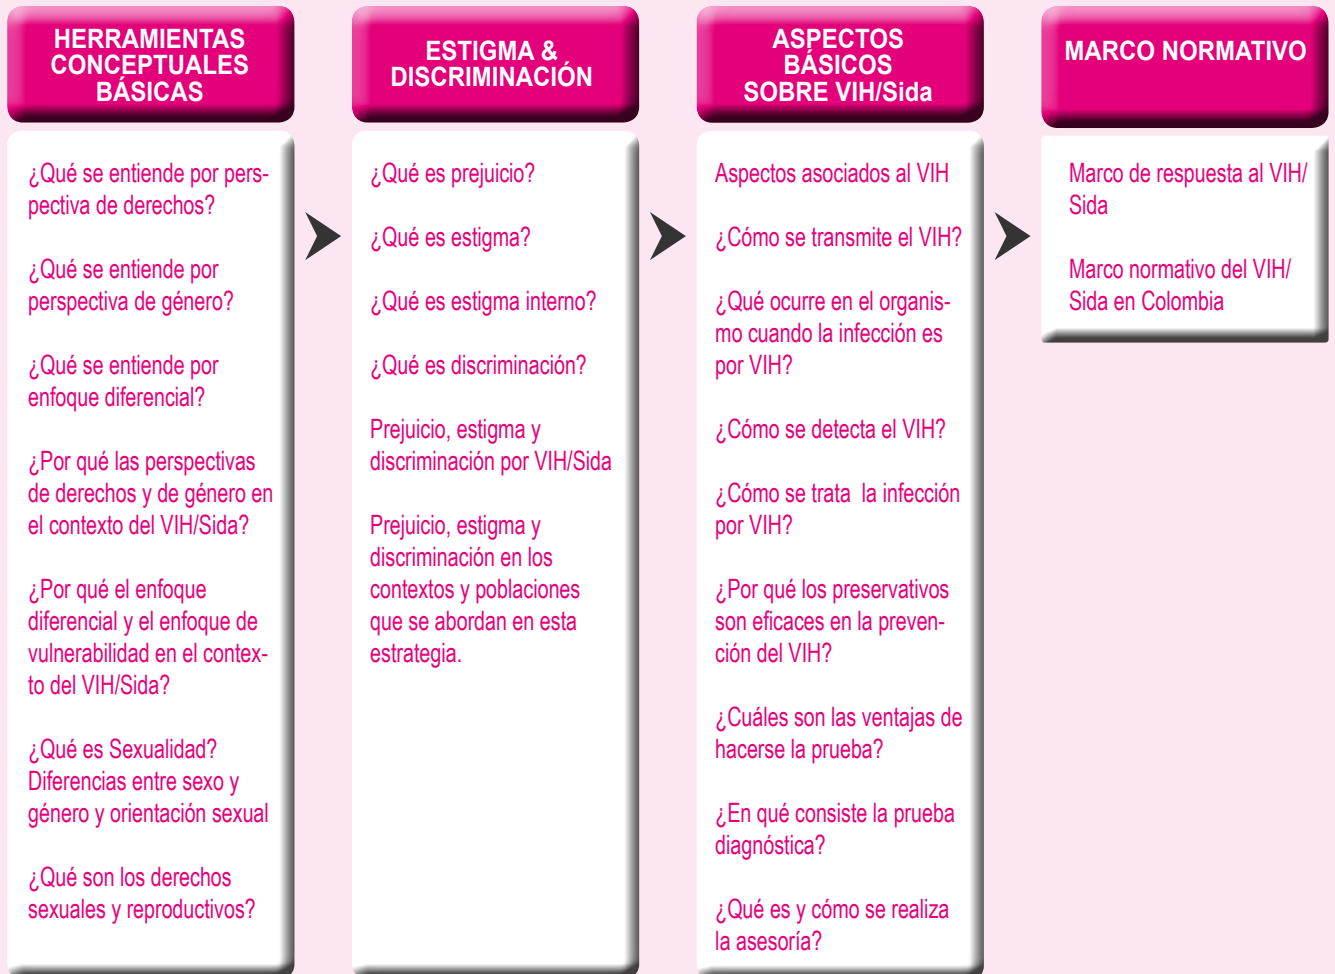 HERRAMIENTAS
CONCEPTUALES
BÁSICAS
¿Qué se entiende por pers-
pectiva de derechos?
¿Qué se entiende por
perspectiva de género?
¿Qué se entiende por
enfoque diferencial?
¿Por qué las perspectivas
de derechos y de género en
el contexto del VIH/Sida?
¿Por qué el enfoque
diferencial y el enfoque de
vulnerabilidad en el contex-
to del VIH/Sida?
¿Qué es Sexualidad?
Diferencias entre sexo y
género y orientación sexual
¿Qué son los derechos
sexuales y reproductivos?
ESTIGMA &
DISCRIMINACIÓN
¿Qué es prejuicio?
¿Qué es estigma?
¿Qué es estigma interno?
¿Qué es discriminación?
Prejuicio, estigma y
discriminación por VIH/Sida
Prejuicio, estigma y
discriminación en los
contextos y poblaciones
que se abordan en esta
estrategia.
ASPECTOS
BÁSICOS
SOBRE VIH/Sida
Aspectos asociados al VIH
¿Cómo se transmite el VIH?
¿Qué ocurre en el organis-
mo cuando la infección es
por VIH?
¿Cómo se detecta el VIH?
¿Cómo se trata  la infección
por VIH?
¿Por qué los preservativos
son eficaces en la preven-
ción del VIH?
¿Cuáles son las ventajas de
hacerse la prueba?
¿En qué consiste la prueba
diagnóstica?
¿Qué es y cómo se realiza
la asesoría?
MARCO NORMATIVO
Marco de respuesta al VIH/
Sida
Marco normativo del VIH/
Sida en Colombia